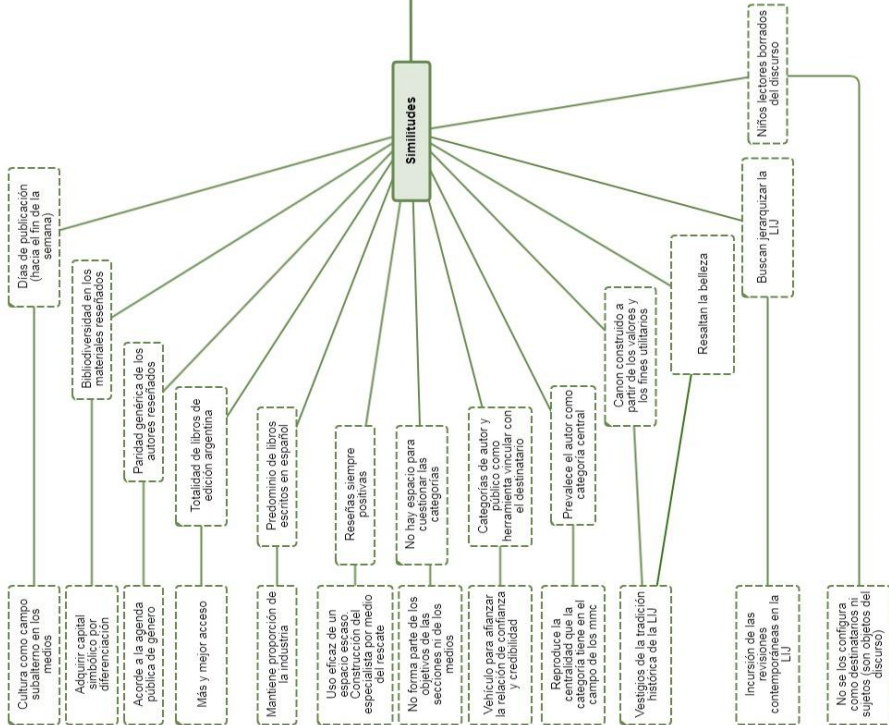 Similitudes
Días de publicación
(hacia el fin de la
semana)
Cultura como campo
subalterno en los
medios
Bibliodiversidad en los
materiales reseñados
Adquirir capital
simbólico por
diferenciación
Paridad genérica de los
autores reseñados
Acorde a la agenda
pública de género
Totalidad de libros de
edición argentina
Más y mejor acceso
Predominio de libros
escritos en español
Mantiene proporción de
la industria
Reseñas siempre
positivas
Uso eficaz de un
espacio escaso.
Construcción del
especialista por medio
del rescate
No hay espacio para
cuestionar las
categorías
No forma parte de los
objetivos de las
secciones ni de los
medios
Categorías de autor y
público como
herramienta vincular con
el destinatario
Vehículo para afianzar
la relación de confianza
y credibilidad
Prevalece el autor como
categoría central
Reproduce la
centralidad que la
categoría tiene en el
campo de los mmc
Canon construido a
partir de los valores y
los fines utilitarios
Resaltan la belleza
Vestigios de la tradición
histórica de la LIJ
Buscan jerarquizar la
LIJ
Incursión de las
revisiones
contemporáneas en la
LIJ
Niños lectores borrados
del discurso
No se los configura
como destinatarios ni
sujetos (son objetos del
discurso)